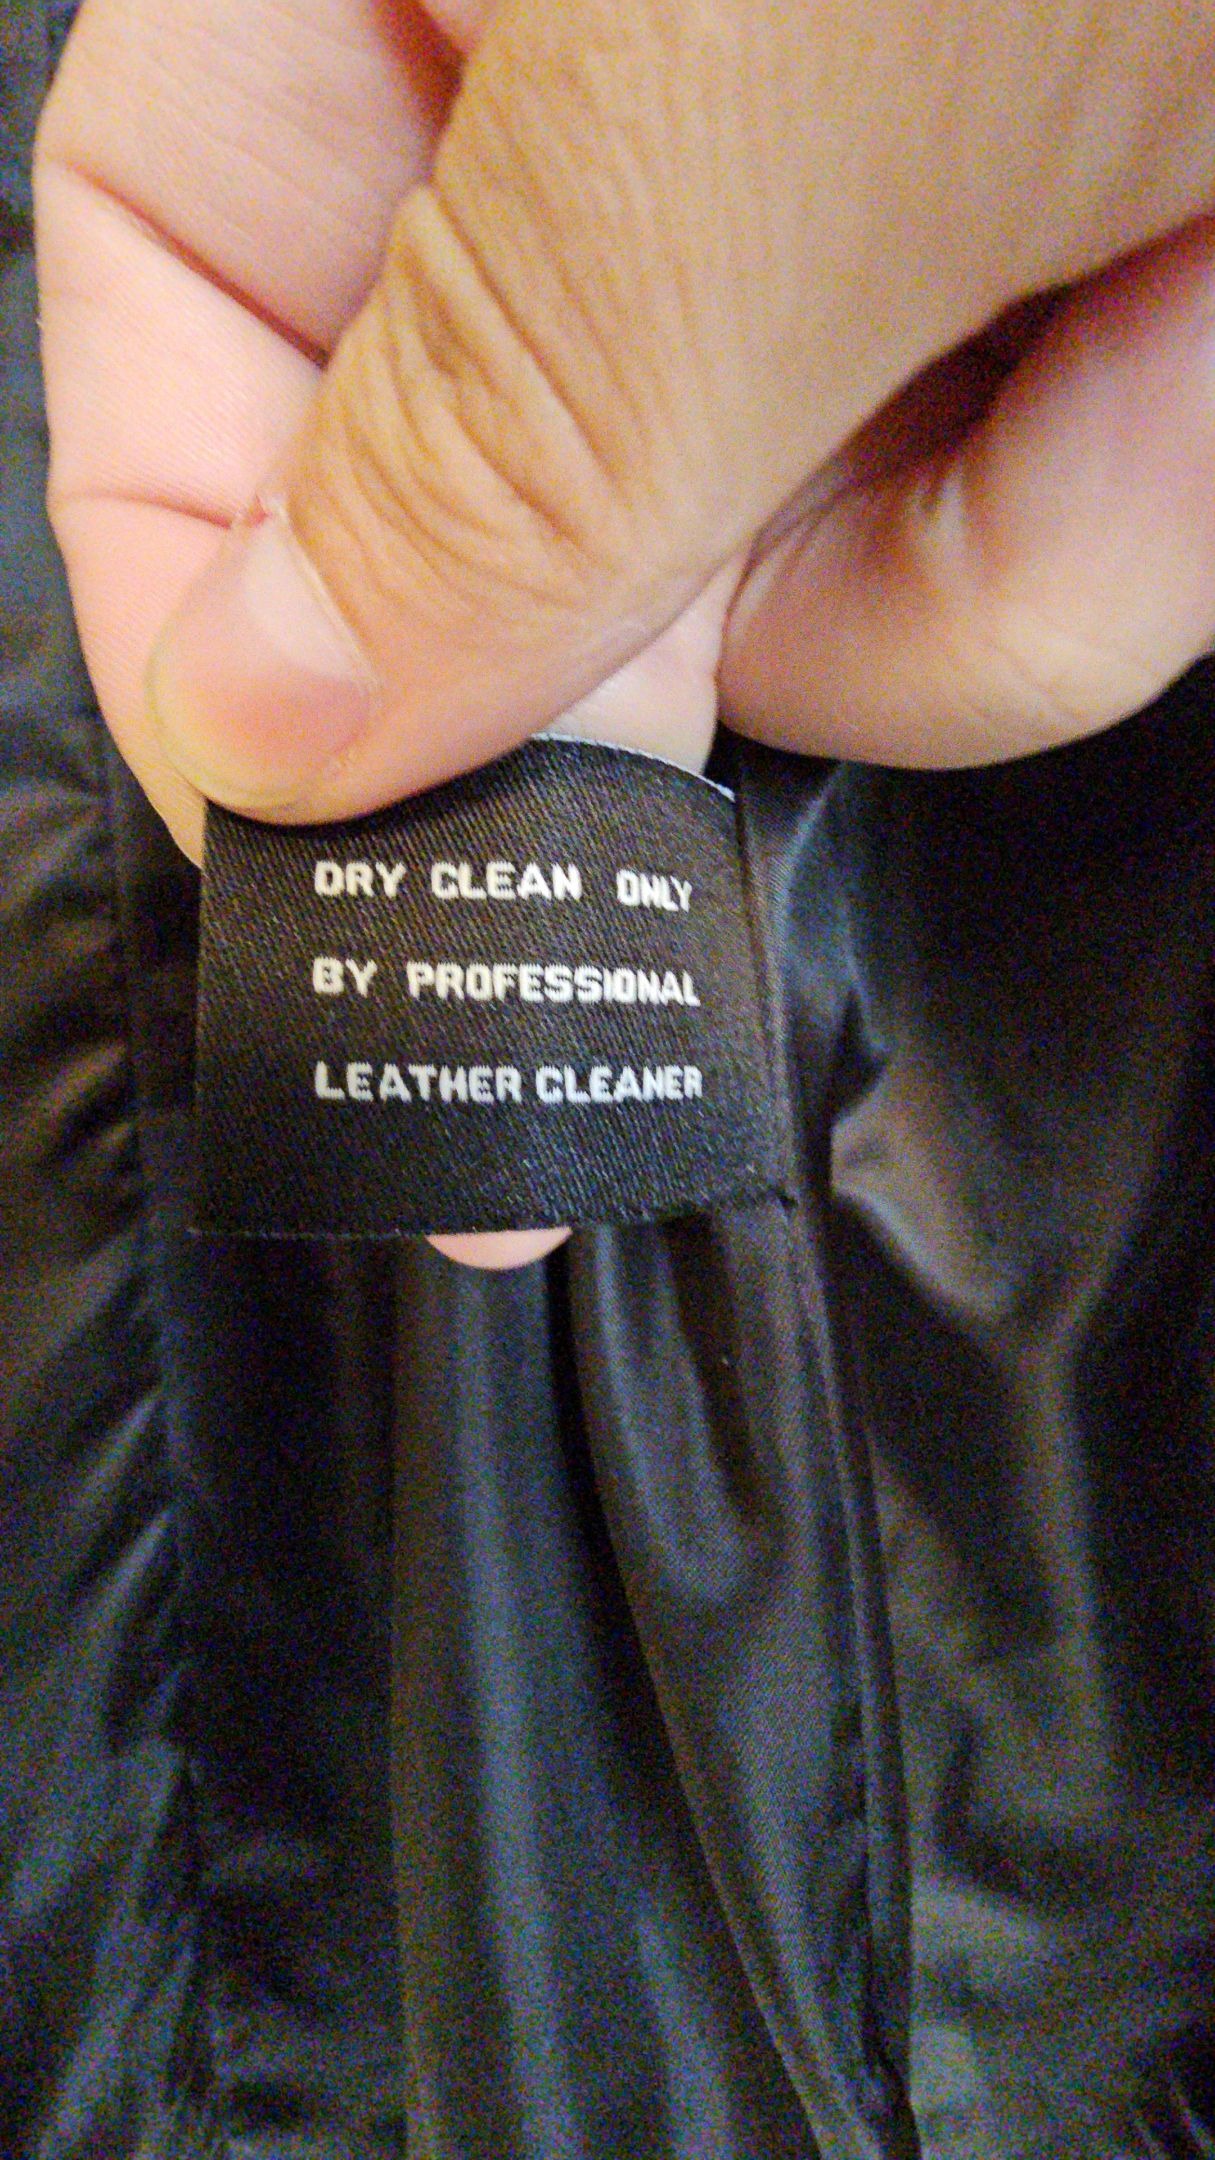 DRY CLEAN ONLY
BY PROFESSIONAL
LEATHER CLEANER